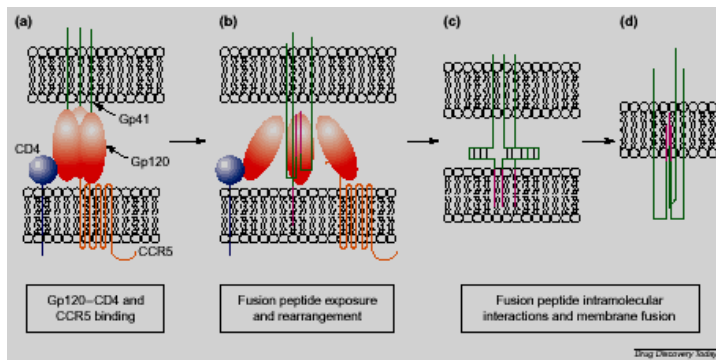 (a)
(b)
(c)
(d)
Gp41
CD4
Gp120
CCR5
Gp120–CD4 and
CCR5 binding
Fusion peptide exposure
and rearrangement
Fusion peptide intramolecular
interactions and membrane fusion
Drug Discovery Today